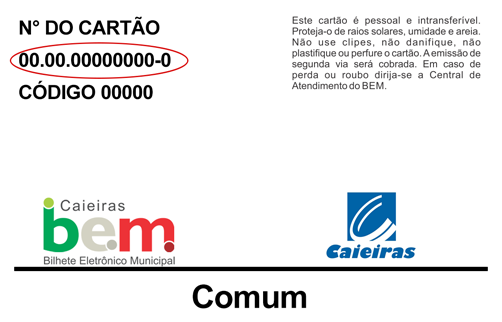 N° DO CARTÃO
00.00.00000000-0
CÓDIGO 00000
Este cartão é pessoal e intransferível.
Proteja-o de raios solares, umidade e areia.
Não use clipes, não danifique, não
plastifique ou perfure o cartão. A emissão de
segunda via será cobrada. Em caso de
perda ou roubo dirija-se a Central de
Atendimento do BEM.
Caieiras
be.m.
Bilhete Eletrônico Municipal
Caieiras
Comum